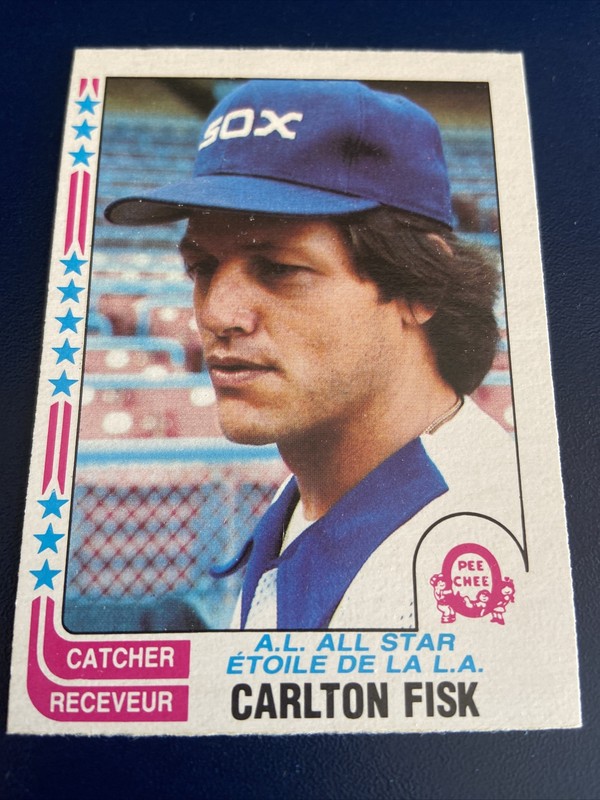 SOX
PEE
CHEE
CATCHER
RECEVEUR
A.L. ALL STAR
ÉTOILE DE LA L.A.
CARLTON FISK